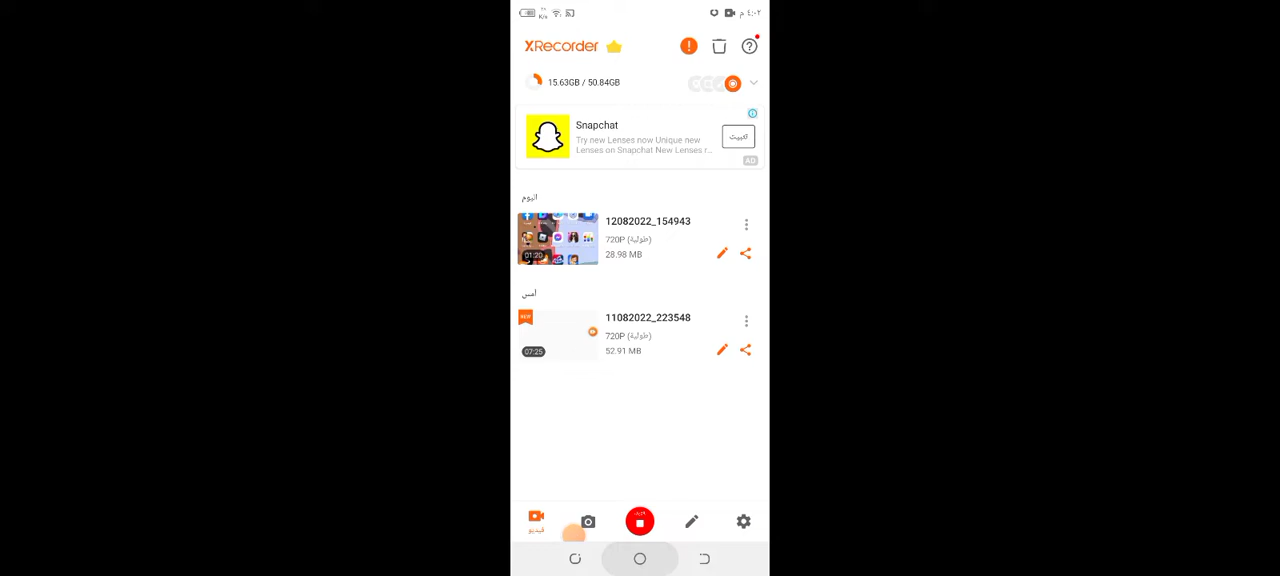 ٤:٠٢ م
K/s
XRecorder
15.63GB / 50.84GB
Snapchat
Try new Lenses now Unique new
Lenses on Snapchat New Lenses r...
تثبيت
AD
اليوم
12082022_154943
720P (طولية)
28.98 MB
01:20
أمس
NEW
11082022_223548
720P (طولية)
52.91 MB
07:25
فيديو